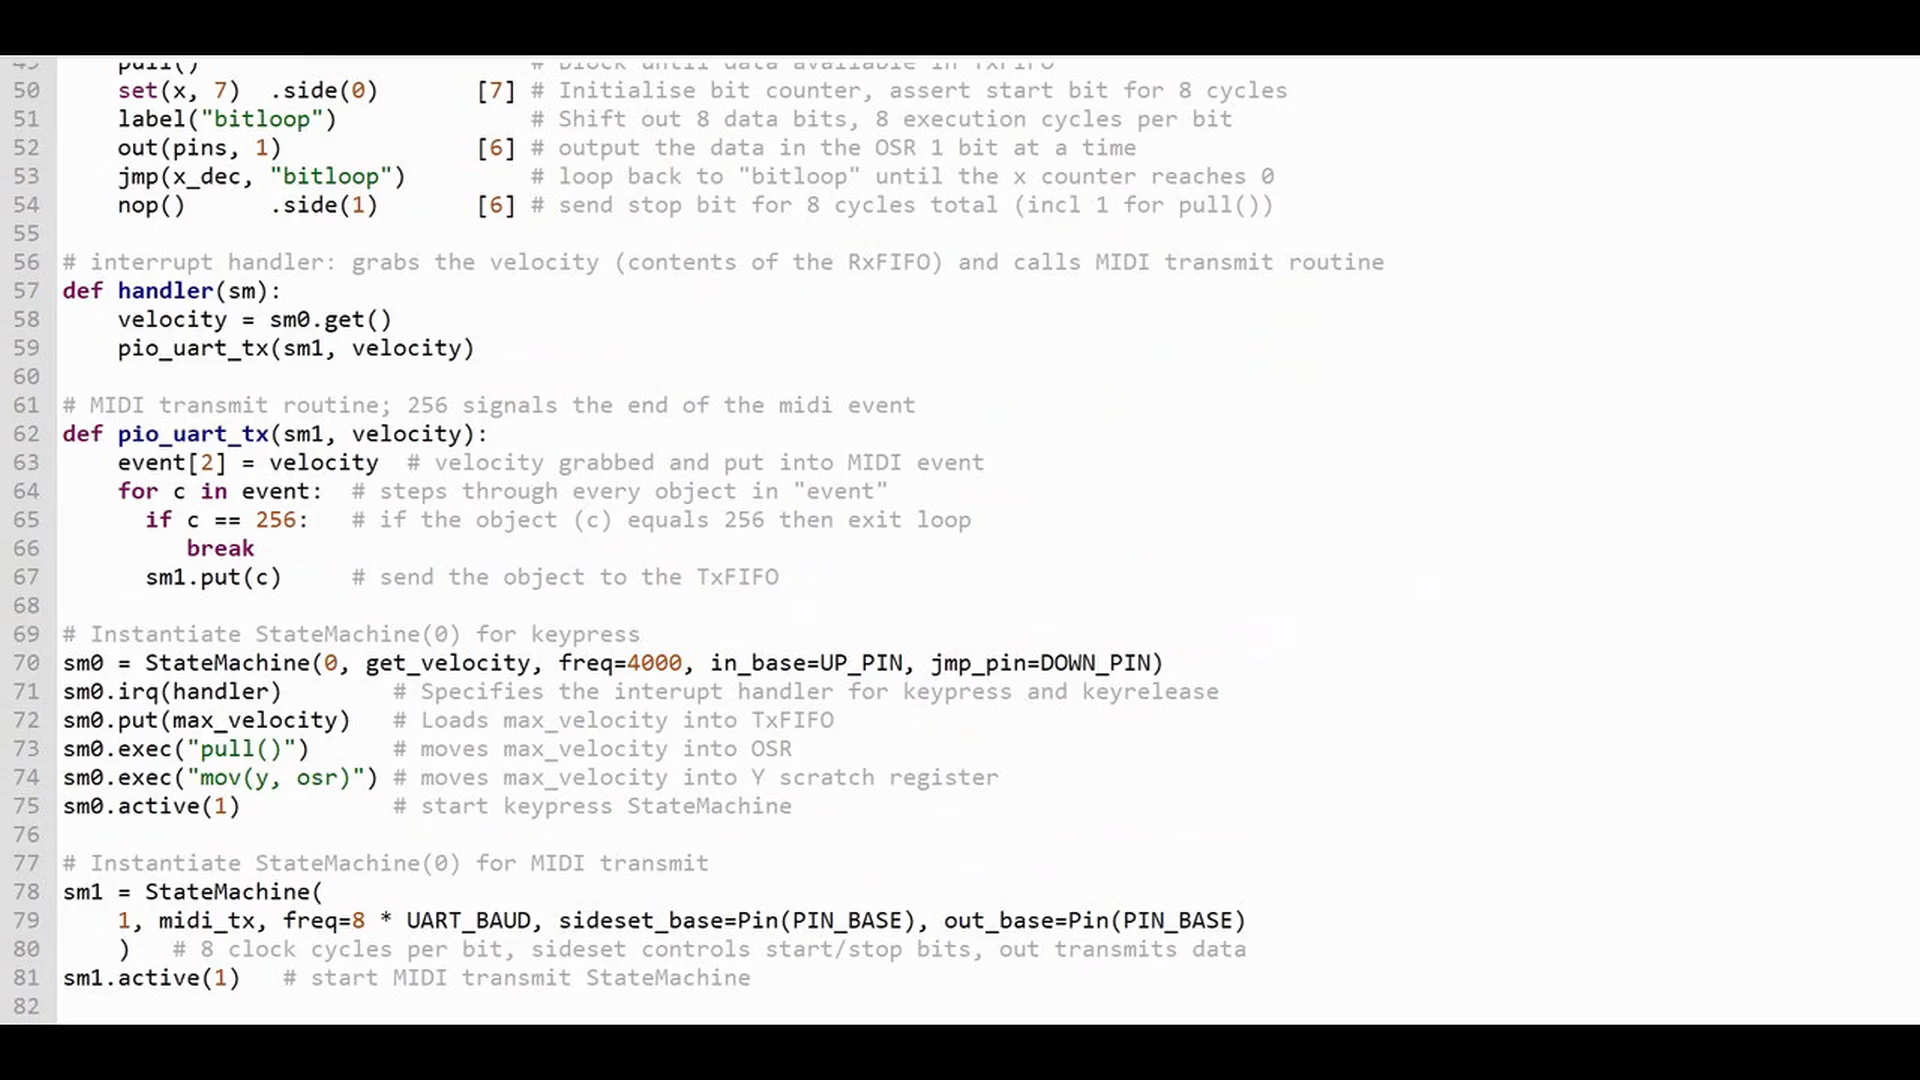 49 pull() # Block until data available in TxFIFO
50 set(x, 7) .side(0) [7] # Initialise bit counter, assert start bit for 8 cycles
51 label("bitloop") # Shift out 8 data bits, 8 execution cycles per bit
52 out(pins, 1) [6] # output the data in the OSR 1 bit at a time
53 jmp(x_dec, "bitloop") # loop back to "bitloop" until the x counter reaches 0
54 nop() .side(1) [6] # send stop bit for 8 cycles total (incl 1 for pull())
55
56 # interrupt handler: grabs the velocity (contents of the RxFIFO) and calls MIDI transmit routine
57 def handler(sm):
58 velocity = sm0.get()
59 pio_uart_tx(sm1, velocity)
60
61 # MIDI transmit routine; 256 signals the end of the midi event
62 def pio_uart_tx(sm1, velocity):
63 event[2] = velocity # velocity grabbed and put into MIDI event
64 for c in event: # steps through every object in "event"
65 if c == 256: # if the object (c) equals 256 then exit loop
66 break
67 sm1.put(c) # send the object to the TxFIFO
68
69 # Instantiate StateMachine(0) for keypress
70 sm0 = StateMachine(0, get_velocity, freq=4000, in_base=UP_PIN, jmp_pin=DOWN_PIN)
71 sm0.irq(handler) # Specifies the interupt handler for keypress and keyrelease
72 sm0.put(max_velocity) # Loads max_velocity into TxFIFO
73 sm0.exec("pull()") # moves max_velocity into OSR
74 sm0.exec("mov(y, osr)") # moves max_velocity into Y scratch register
75 sm0.active(1) # start keypress StateMachine
76
77 # Instantiate StateMachine(0) for MIDI transmit
78 sm1 = StateMachine(
79 1, midi_tx, freq=8 * UART_BAUD, sideset_base=Pin(PIN_BASE), out_base=Pin(PIN_BASE)
80 ) # 8 clock cycles per bit, sideset controls start/stop bits, out transmits data
81 sm1.active(1) # start MIDI transmit StateMachine
82